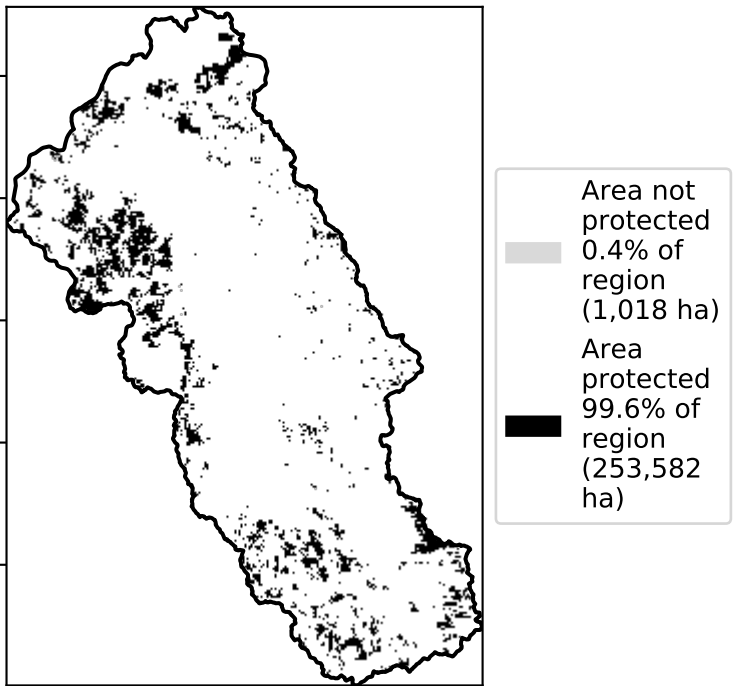 Area not
protected
0.4% of
region
(1,018 ha)
Area
protected
99.6% of
region
(253,582
ha)